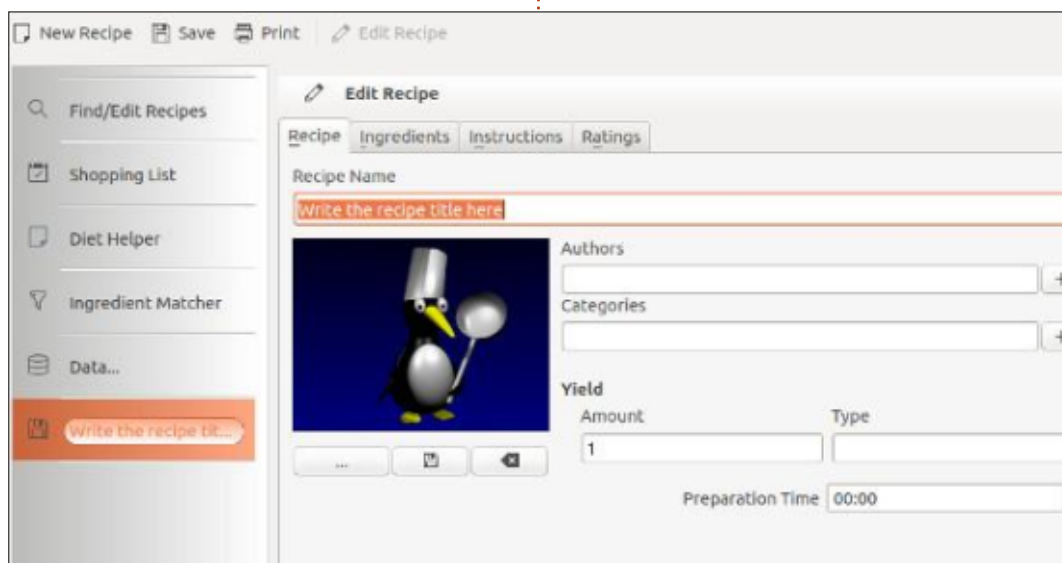 New Recipe Save Print Edit Recipe
Find/Edit Recipes
Shopping List
Diet Helper
Ingredient Matcher
Data...
Write the recipe tit...
Edit Recipe
Recipe Ingredients Instructions Ratings
Recipe Name
Write the recipe title here
Authors
+
Categories
+
Yield
Amount Type
1
...
Preparation Time 00:00